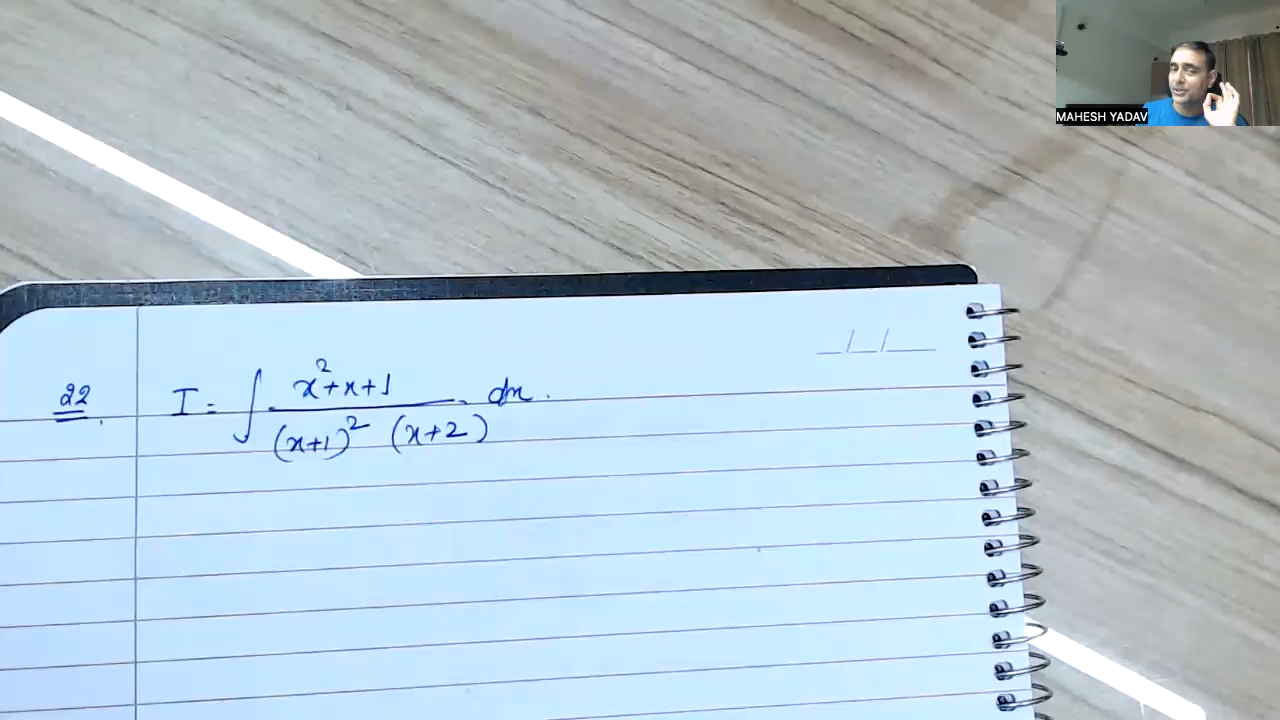 MAHESH YADAV
_/_/_
22. I = ∫ (x²+x+1)/((x+1)² (x+2)) . dx.